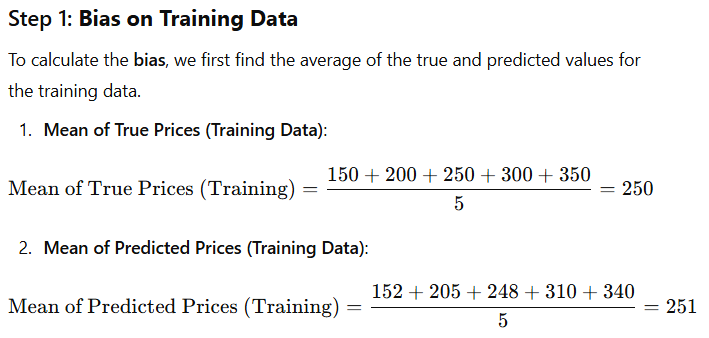 Step 1: Bias on Training Data
To calculate the bias, we first find the average of the true and predicted values for
the training data.
1. Mean of True Prices (Training Data):
Mean of True Prices (Training) = (150 + 200 + 250 + 300 + 350) / 5 = 250
2. Mean of Predicted Prices (Training Data):
Mean of Predicted Prices (Training) = (152 + 205 + 248 + 310 + 340) / 5 = 251